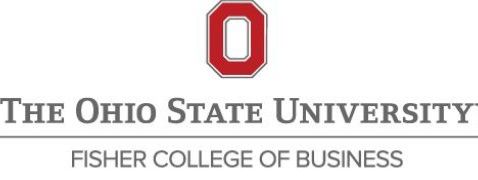 O
THE OHIO STATE UNIVERSITY
FISHER COLLEGE OF BUSINESS